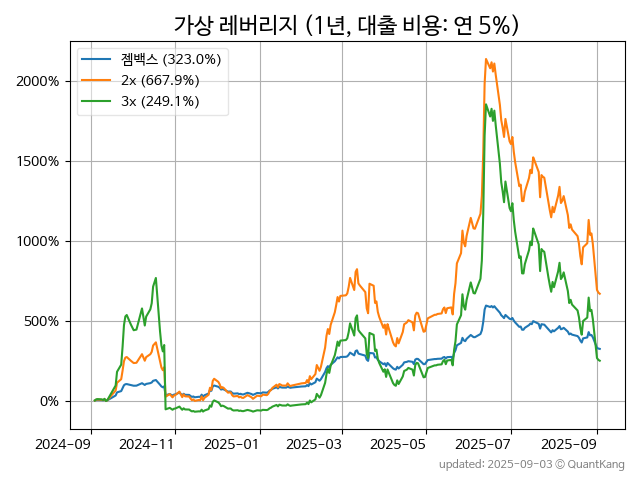 가상 레버리지 (1년, 대출 비용: 연 5%)
젬백스 (323.0%)
2x (667.9%)
3x (249.1%)
2000%
1500%
1000%
500%
0%
2024-09 2024-11 2025-01 2025-03 2025-05 2025-07 2025-09
updated: 2025-09-03 © QuantKang